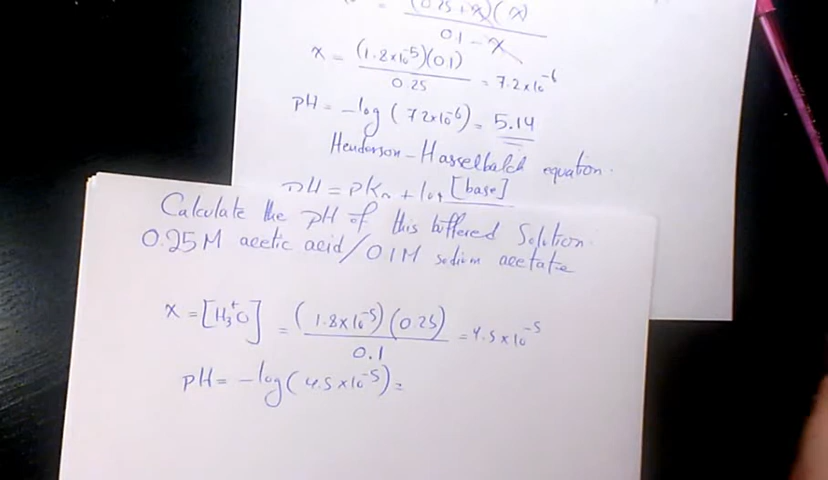 = (0.25 + x)(x)
0.1 - x
x = (1.8x10^-5)(0.1) = 7.2x10^-6
0.25
pH = -log (7.2x10^-6) = 5.14
Henderson-Hasselbalch equation.
pH = pKa + log [base]
Calculate the pH of this buffered Solution.
0.25M acetic acid/0.1M sodium acetate
x = [H3+O] = (1.8x10^-5)(0.25) = 4.5x10^-5
0.1
pH = -log(4.5x10^-5) =